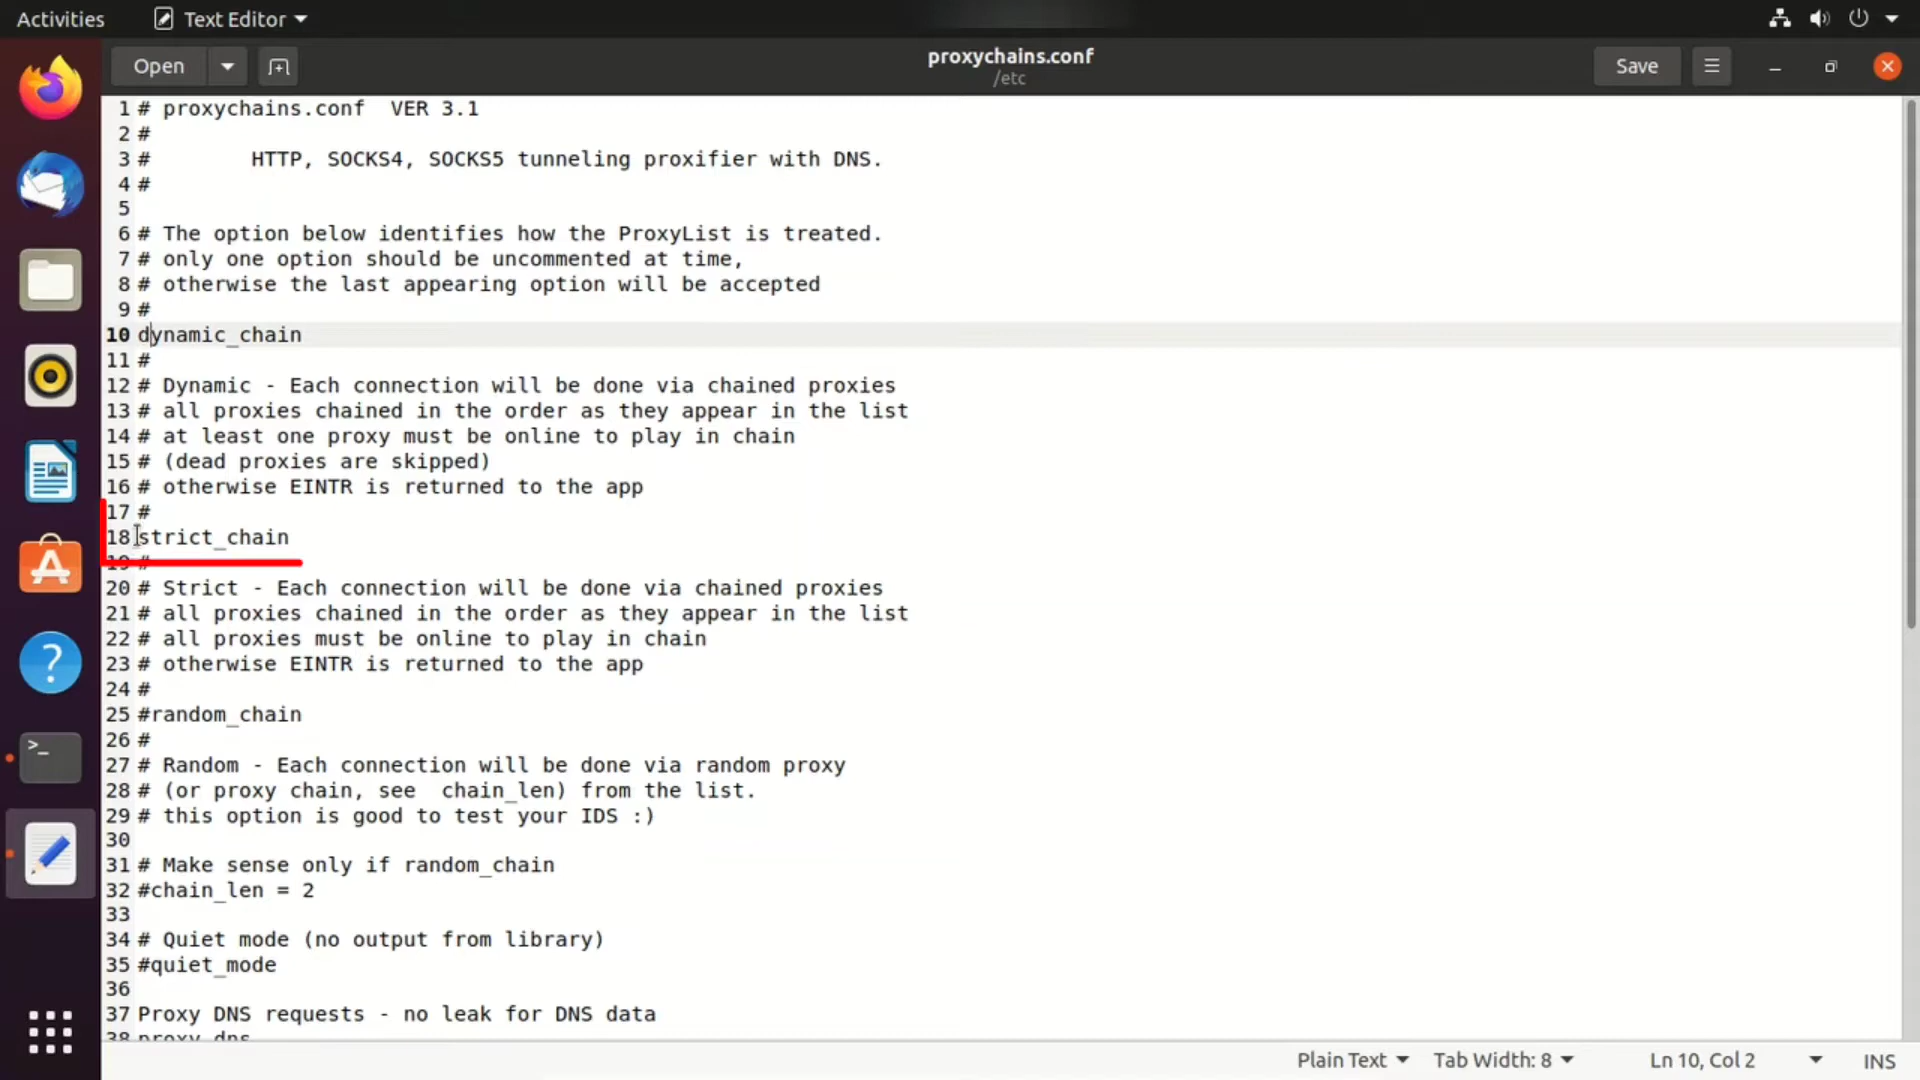 Activities Text Editor
Open proxychains.conf Save
/etc
1 # proxychains.conf  VER 3.1
2 #
3 #        HTTP, SOCKS4, SOCKS5 tunneling proxifier with DNS.
4 #
5
6 # The option below identifies how the ProxyList is treated.
7 # only one option should be uncommented at time,
8 # otherwise the last appearing option will be accepted
9 #
10 dynamic_chain
11 #
12 # Dynamic - Each connection will be done via chained proxies
13 # all proxies chained in the order as they appear in the list
14 # at least one proxy must be online to play in chain
15 # (dead proxies are skipped)
16 # otherwise EINTR is returned to the app
17 #
18 strict_chain
19 #
20 # Strict - Each connection will be done via chained proxies
21 # all proxies chained in the order as they appear in the list
22 # all proxies must be online to play in chain
23 # otherwise EINTR is returned to the app
24 #
25 #random_chain
26 #
27 # Random - Each connection will be done via random proxy
28 # (or proxy chain, see  chain_len) from the list.
29 # this option is good to test your IDS :)
30
31 # Make sense only if random_chain
32 #chain_len = 2
33
34 # Quiet mode (no output from library)
35 #quiet_mode
36
37 Proxy DNS requests - no leak for DNS data
38 proxy_dns
Plain Text Tab Width: 8 Ln 10, Col 2 INS